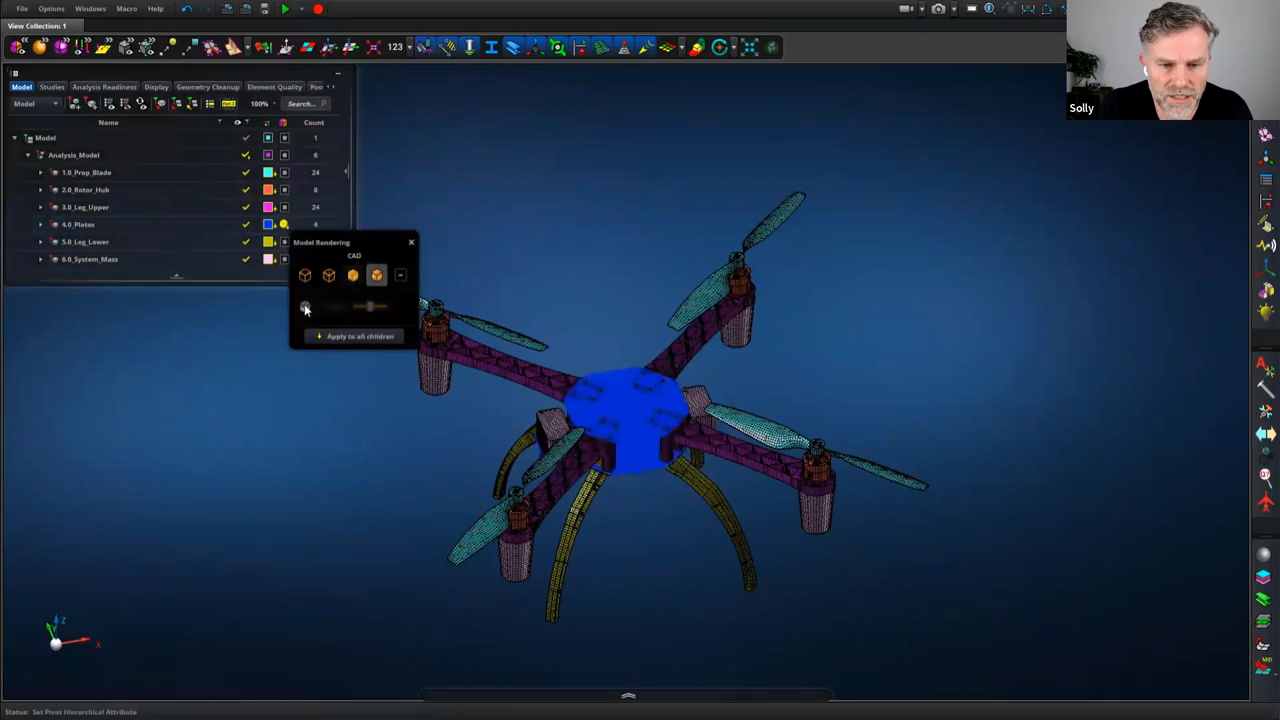 File Options Windows Macro Help
View Collection: 1
123
Model Studies Analysis Readiness Display Geometry Cleanup Element Quality
Model 100% Search...
Name Count
Model 1
Analysis_Model 6
1.0_Prop_Blade 24
2.0_Rotor_Hub 8
3.0_Leg_Upper 24
4.0_Plates 4
5.0_Leg_Lower
6.0_System_Mass
Model Rendering
CAD
Apply to all children
Solly
Z
X
MID
Status: Set Pivot Hierarchical Attribute